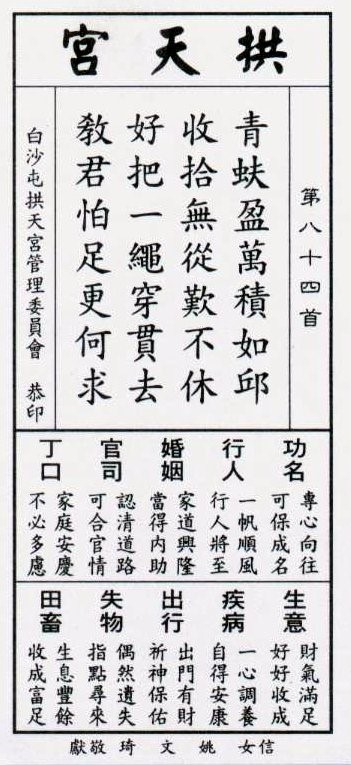 拱天宮
第八十四首
青蚨盈萬積如邱
收拾無從歎不休
好把一繩穿貫去
教君怕足更何求
白沙屯拱天宮管理委員會 恭印
功名
專心向往
可保成名
行人
一帆順風
行人將至
婚姻
家道興隆
當得內助
官司
認清道路
可合官情
丁口
家庭安慶
不必多慮
生意
財氣滿足
好好收成
疾病
一心調養
自得安康
出行
出門有財
祈神保佑
失物
偶然遺失
指點尋來
田畜
生息豐餘
收成富足
信女姚文琦敬獻